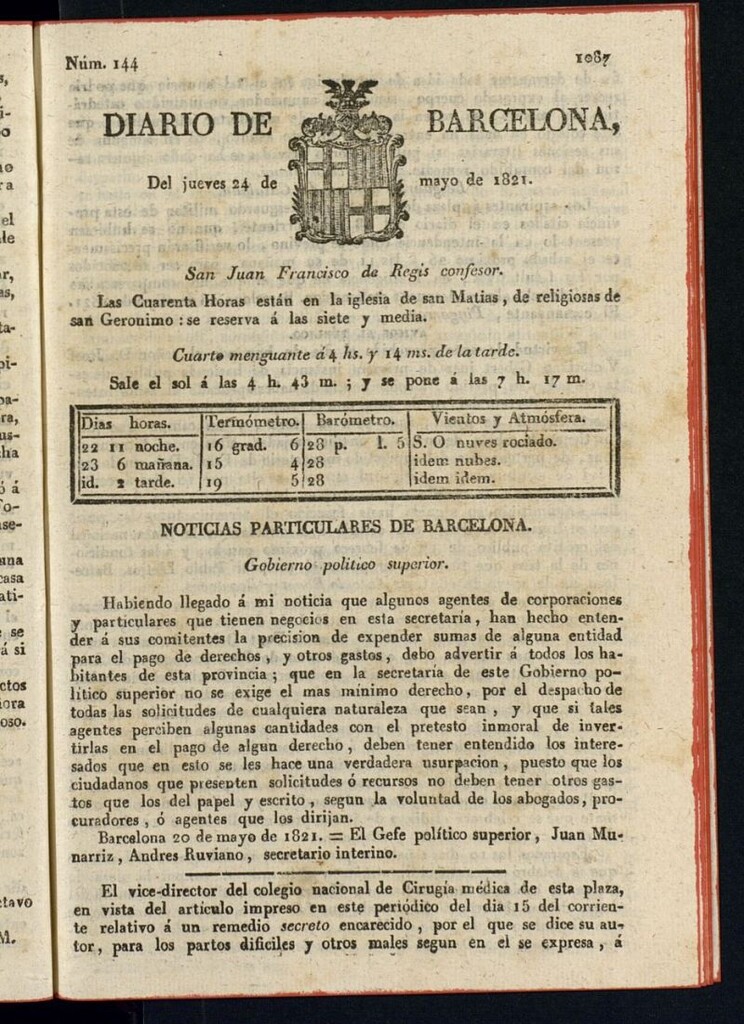 Núm. 144 1087
DIARIO DE BARCELONA,
Del jueves 24 de mayo de 1821.
San Juan Francisco de Regis confesor.
Las Cuarenta Horas están en la iglesia de san Matias, de religiosas de
san Geronimo : se reserva á las siete y media.
Cuarto menguante á 4 hs. y 14 ms. de la tarde.
Sale el sol á las 4 h. 43 m. ; y se pone á las 7 h. 17 m.
Dias horas. Termómetro. Barómetro. Vientos y Atmósfera.
22 11 noche. 16 grad. 6 28 p. l. 5 S. O nuves rociado.
23 6 mañana. 15 4 28 idem nubes.
id. 2 tarde. 19 5 28 idem idem.
NOTICIAS PARTICULARES DE BARCELONA.
Gobierno politico superior.
Habiendo llegado á mi noticia que algunos agentes de corporaciones
y particulares que tienen negocios en esta secretaría, han hecho enten-
der á sus comitentes la precision de expender sumas de alguna entidad
para el pago de derechos, y otros gastos, debo advertir á todos los ha-
bitantes de esta provincia; que en la secretaría de este Gobierno po-
lítico superior no se exige el mas mínimo derecho, por el despacho de
todas las solicitudes de cualquiera naturaleza que sean, y que si tales
agentes perciben algunas cantidades con el pretesto inmoral de inver-
tirlas en el pago de algun derecho, deben tener entendido los intere-
sados que en esto se les hace una verdadera usurpacion, puesto que los
ciudadanos que presenten solicitudes ó recursos no deben tener otros gas-
tos que los del papel y escrito, segun la voluntad de los abogados, pro-
curadores, ó agentes que los dirijan.
Barcelona 20 de mayo de 1821. = El Gefe político superior, Juan Mu-
narriz, Andres Ruviano, secretario interino.
El vice-director del colegio nacional de Cirugía médica de esta plaza,
en vista del artículo impreso en este periódico del dia 15 del corrien-
te relativo á un remedio secreto encarecido, por el que se dice su au-
tor, para los partos dificiles y otros males segun en el se expresa, á